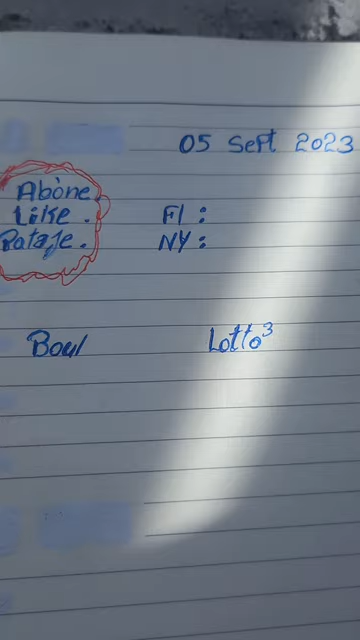 05 Sept 2023
Abòne
Like.
Pataje.
Fl :
NY :
Boul
Lotto³